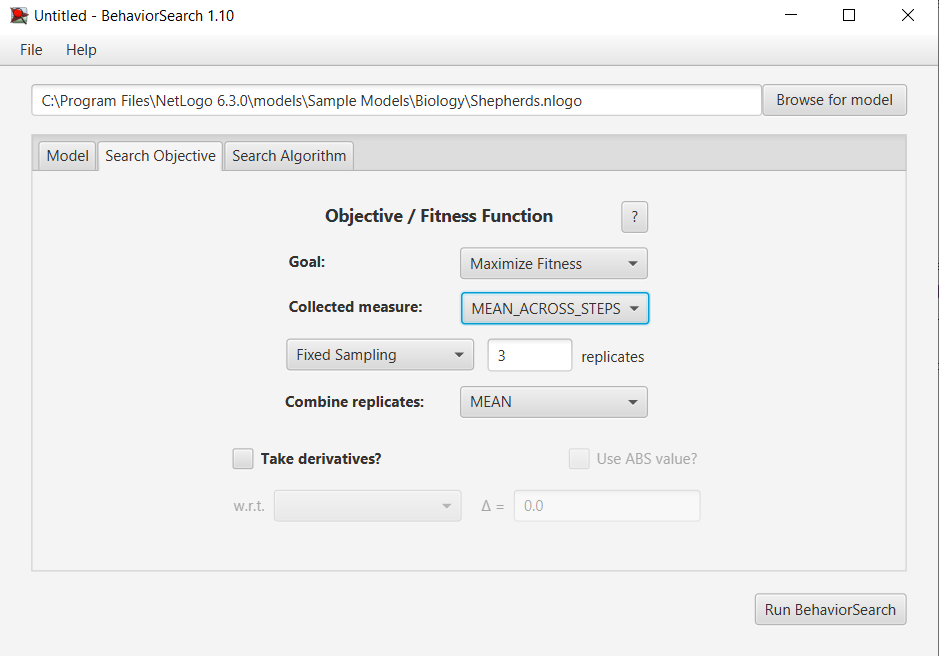 Untitled - BehaviorSearch 1.10
File Help
C:\Program Files\NetLogo 6.3.0\models\Sample Models\Biology\Shepherds.nlogo Browse for model
Model Search Objective Search Algorithm
Objective / Fitness Function ?
Goal: Maximize Fitness
Collected measure: MEAN_ACROSS_STEPS
Fixed Sampling 3 replicates
Combine replicates: MEAN
Take derivatives? Use ABS value?
w.r.t. Δ = 0.0
Run BehaviorSearch